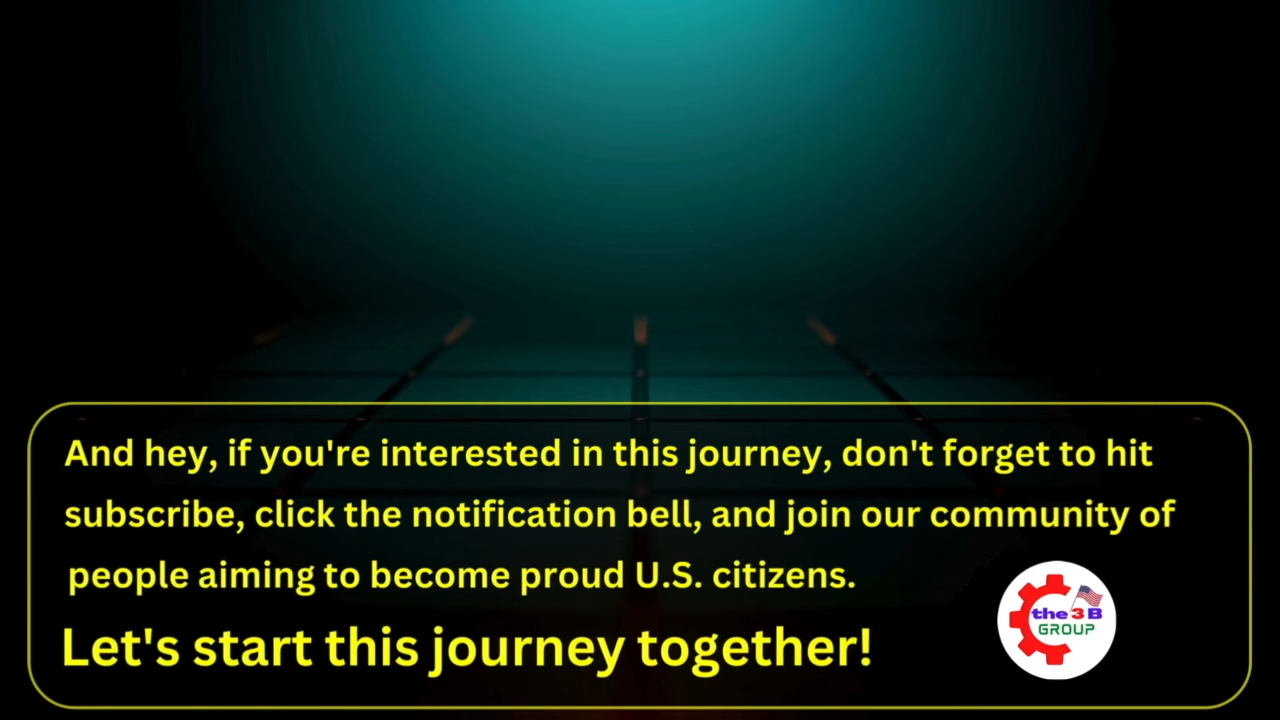 And hey, if you're interested in this journey, don't forget to hit
subscribe, click the notification bell, and join our community of
people aiming to become proud U.S. citizens.
Let's start this journey together!
the 3 B
GROUP